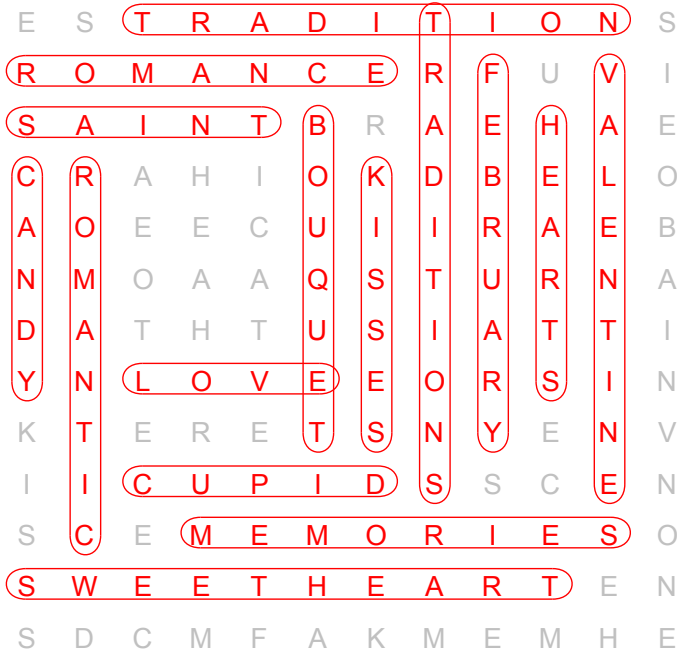 E S T R A D I T I O N S
R O M A N C E R F U V I
S A I N T B R A E H A E
C R A H I O K D B E L O
A O E E C U I I R A E B
N M O A A Q S T U R N A
D A T H T U S I A T T I
Y N L O V E E O R S I N
K T E R E T S N Y E N V
I I C U P I D S S C E N
S C E M E M O R I E S O
S W E E T H E A R T E N
S D C M F A K M E M H E